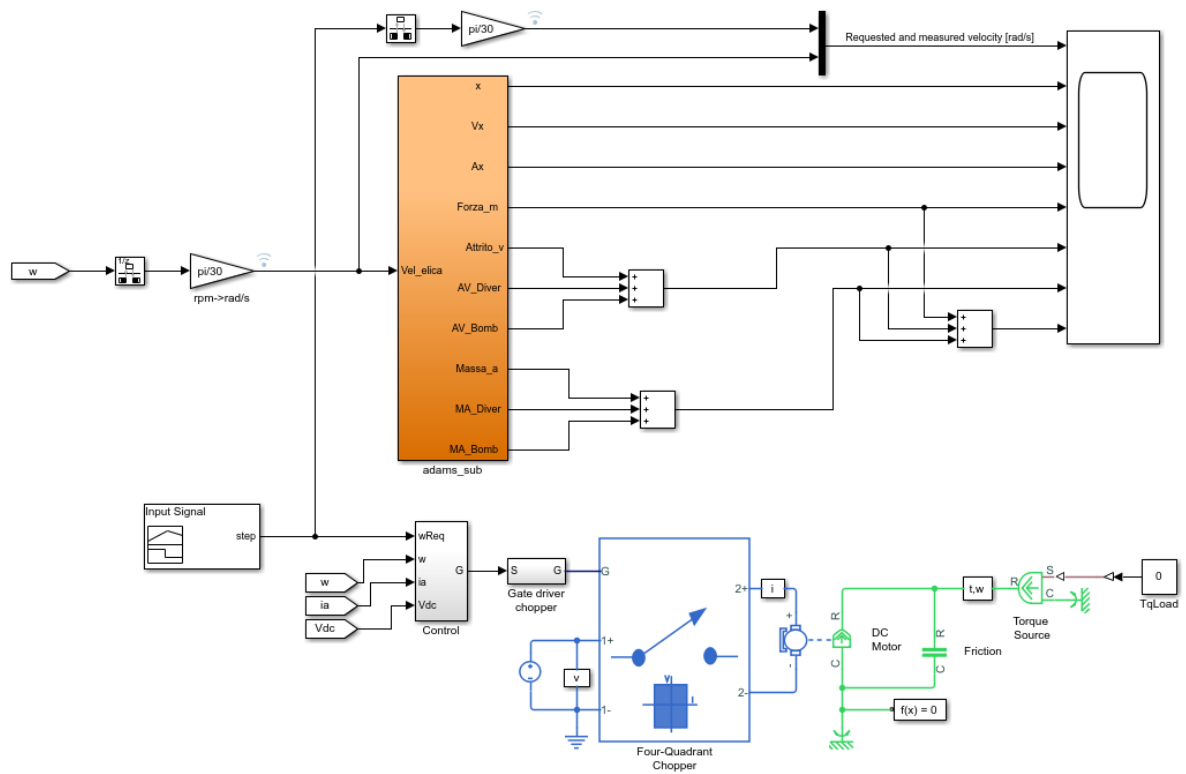 pi/30
Requested and measured velocity [rad/s]
x
Vx
Ax
Forza_m
Attrito_v
w
1/z
pi/30
rpm->rad/s
Vel_elica
AV_Diver
AV_Bomb
Massa_a
MA_Diver
MA_Bomb
adams_sub
+
+
+
+
+
+
+
+
+
Input Signal
step
wReq
w
w
ia
ia
Vdc
Vdc
G
Control
S
G
Gate driver
chopper
G
1+
v
1-
V
I
2+
2-
Four-Quadrant
Chopper
i
+
-
R
C
DC
Motor
R
C
Friction
t,w
R
S
C
Torque
Source
0
TqLoad
f(x) = 0